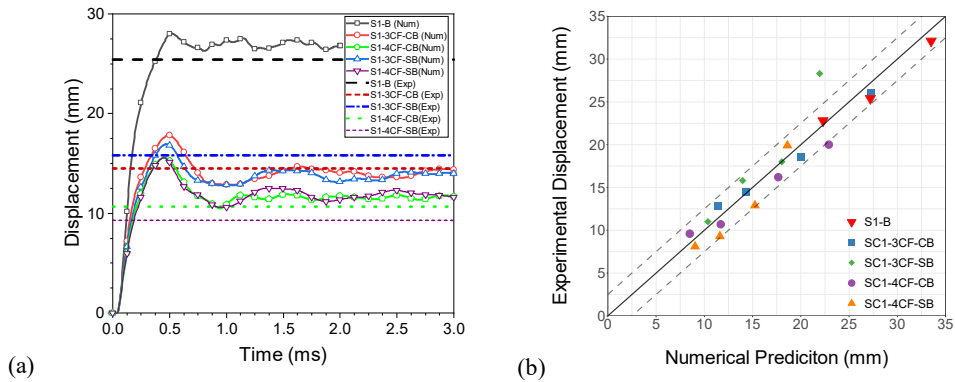 Displacement (mm)
30
20
10
0
0.0 0.5 1.0 1.5 2.0 2.5 3.0
Time (ms)
S1-B (Num)
S1-3CF-CB (Num)
S1-4CF-CB(Num)
S1-3CF-SB(Num)
S1-4CF-SB(Num)
S1-B (Exp)
S1-3CF-CB (Exp)
S1-3CF-SB(Exp)
S1-4CF-CB(Exp)
S1-4CF-SB(Exp)
(a)
Experimental Displacement (mm)
35
30
25
20
15
10
5
0
0 5 10 15 20 25 30 35
Numerical Prediciton (mm)
S1-B
SC1-3CF-CB
SC1-3CF-SB
SC1-4CF-CB
SC1-4CF-SB
(b)